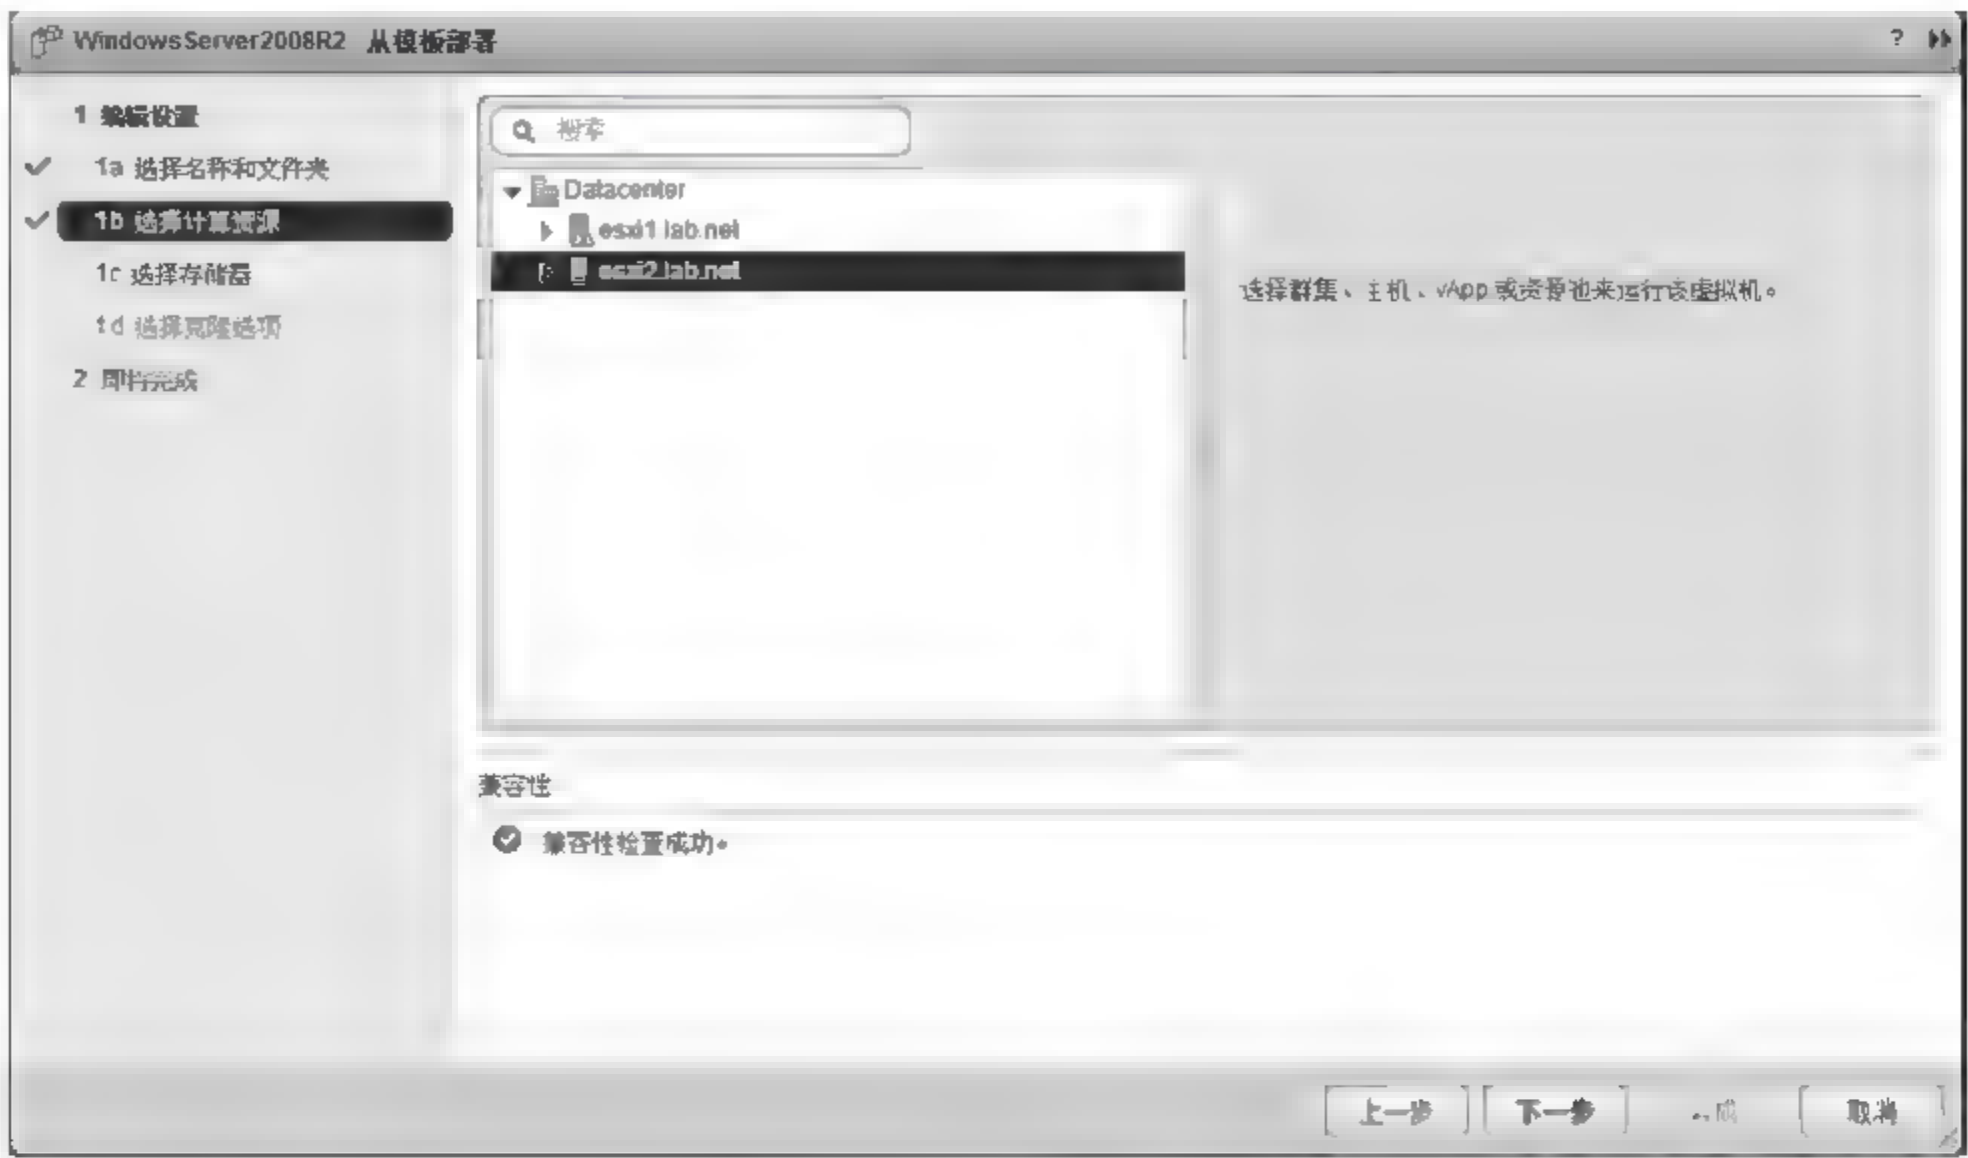 WindowsServer2008R2 从模板部署 ?
1 编辑设置
1a 选择名称和文件夹
1b 选择计算资源
1c 选择存储器
1d 选择克隆选项
2 即将完成
搜索
Datacenter
esxi1.lab.net
esxi2.lab.net
选择群集、主机、vApp 或资源池来运行该虚拟机。
兼容性
兼容性检查成功。
上一步 下一步 成 取消